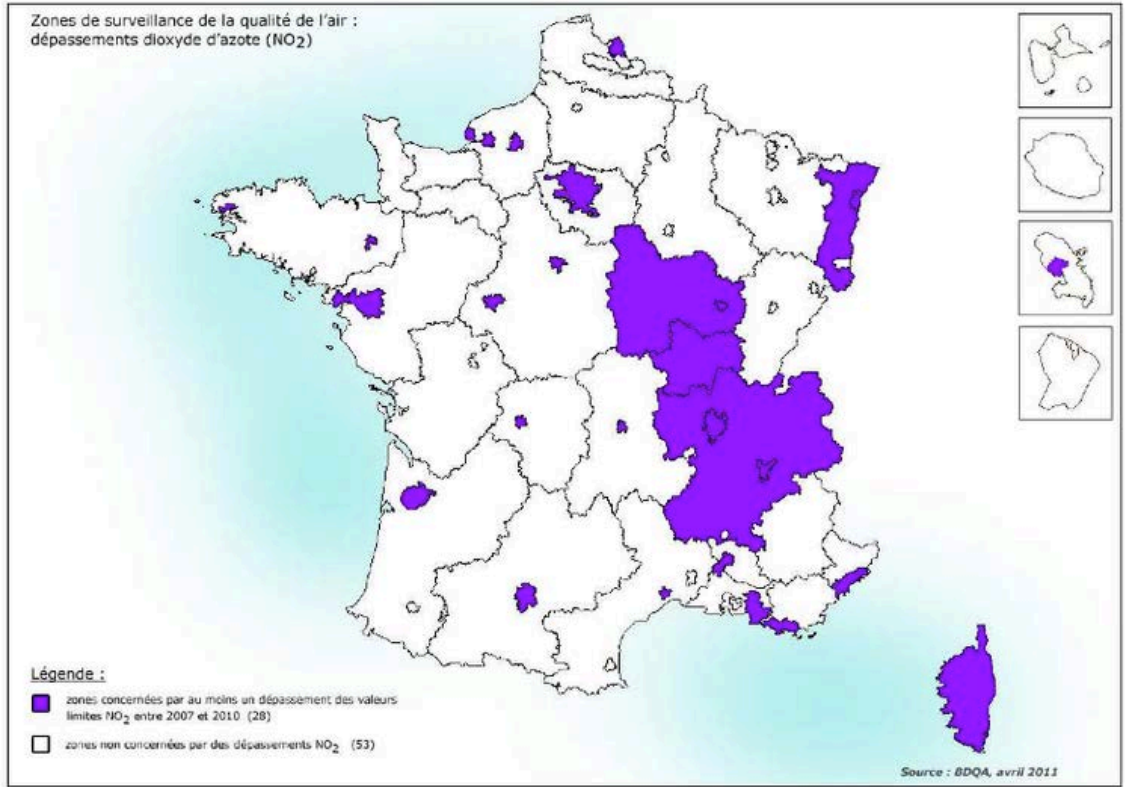 Zones de surveillance de la qualité de l'air :
dépassements dioxyde d'azote (NO2)
Légende :
zones concernées par au moins un dépassement des valeurs
limites NO2 entre 2007 et 2010 (28)
zones non concernées par des dépassements NO2 (53)
Source : BDQA, avril 2011